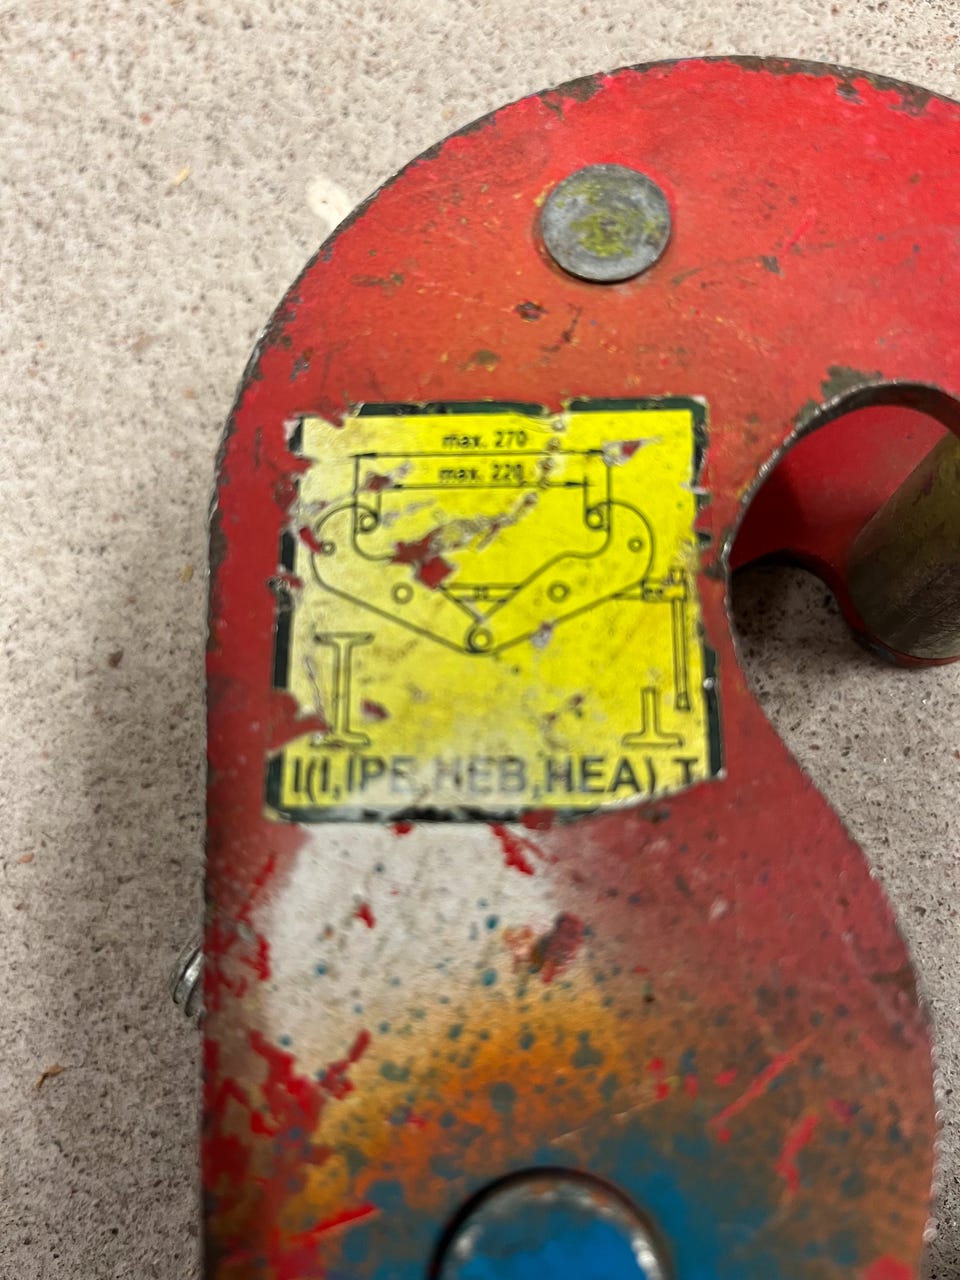 max. 270
max. 220
I(I,IPE,HEB,HEA),T